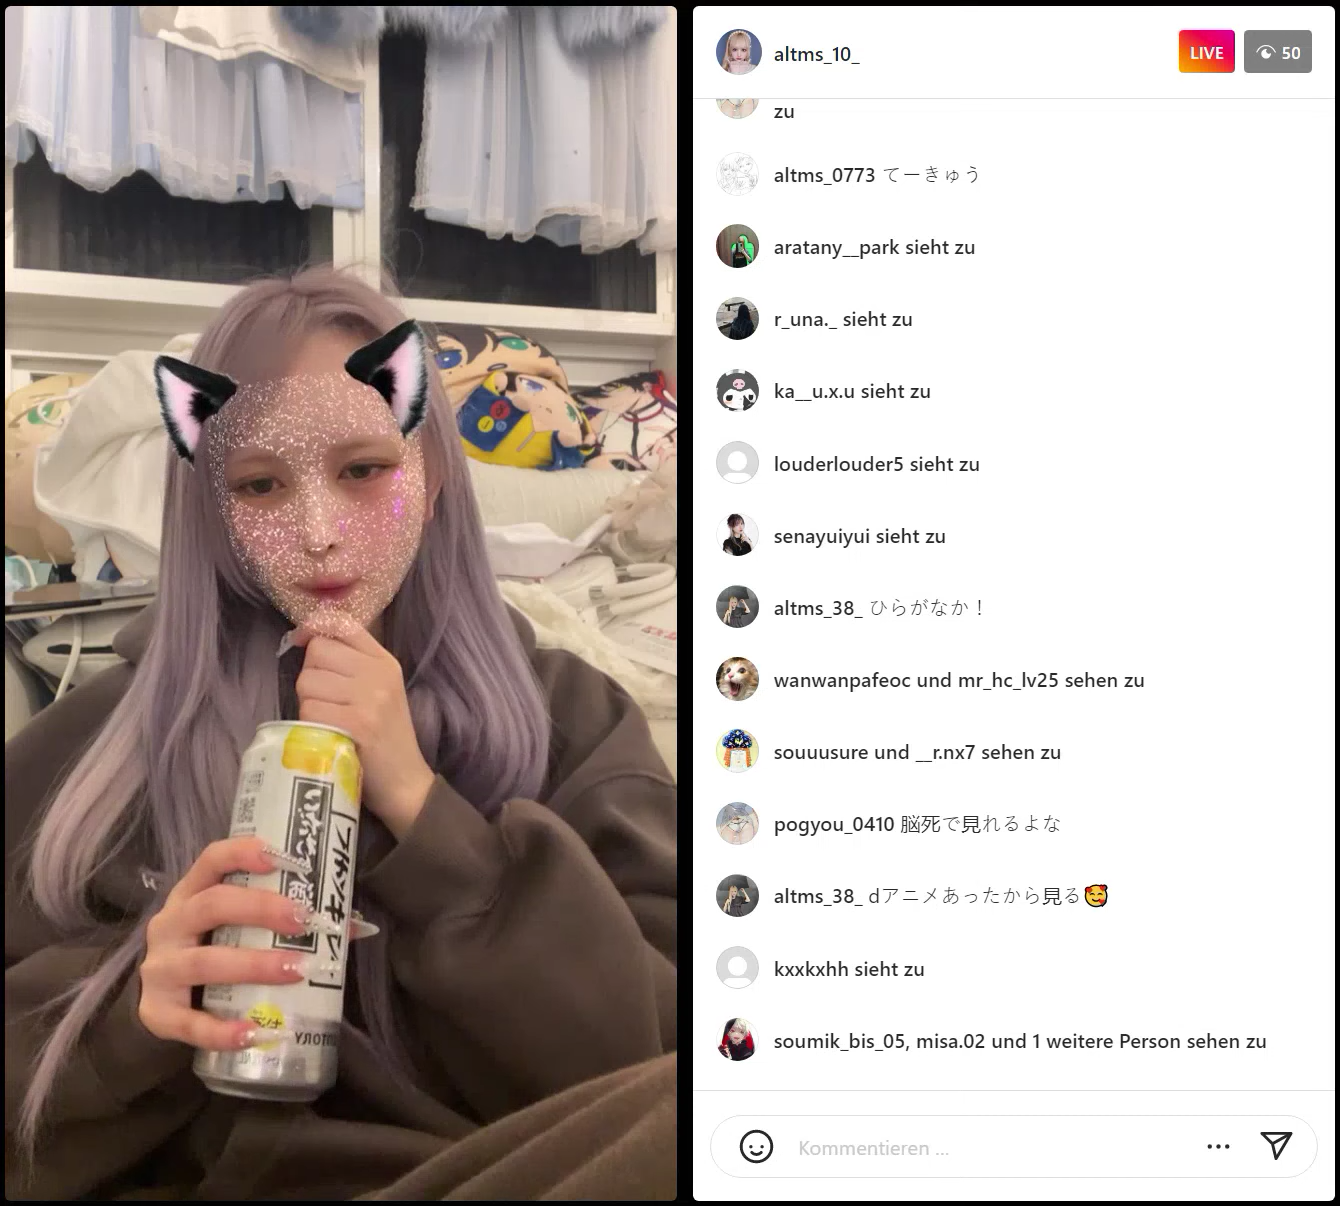 altms_10_
LIVE
50
zu
altms_0773 てーきゅう
aratany__park sieht zu
r_una._ sieht zu
ka__u.x.u sieht zu
louderlouder5 sieht zu
senayuiyui sieht zu
altms_38_ ひらがなか！
wanwanpafeoc und mr_hc_lv25 sehen zu
souuusure und __r.nx7 sehen zu
pogyou_0410 脳死で見れるよな
altms_38_ dアニメあったから見る🥰
kxxkxhh sieht zu
soumik_bis_05, misa.02 und 1 weitere Person sehen zu
Kommentieren ...